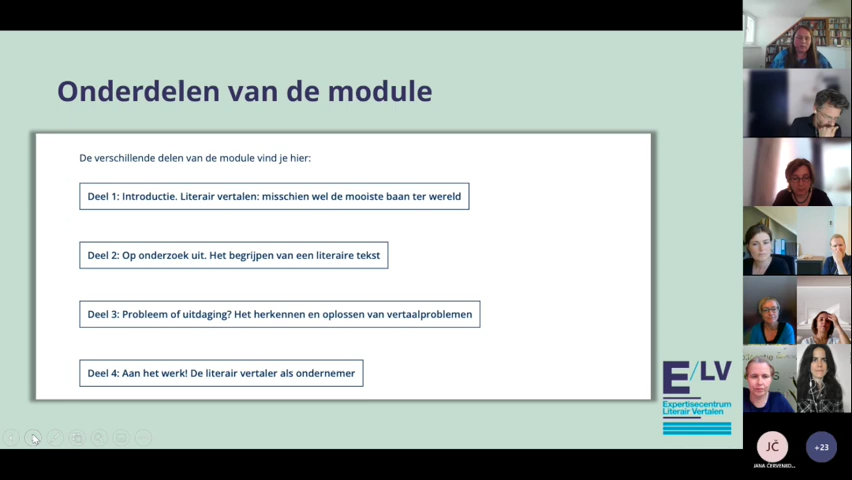 Onderdelen van de module
De verschillende delen van de module vind je hier:
Deel 1: Introductie. Literair vertalen: misschien wel de mooiste baan ter wereld
Deel 2: Op onderzoek uit. Het begrijpen van een literaire tekst
Deel 3: Probleem of uitdaging? Het herkennen en oplossen van vertaalproblemen
Deel 4: Aan het werk! De literair vertaler als ondernemer
E/LV
Expertisecentrum
Literair Vertalen
JČ
+23